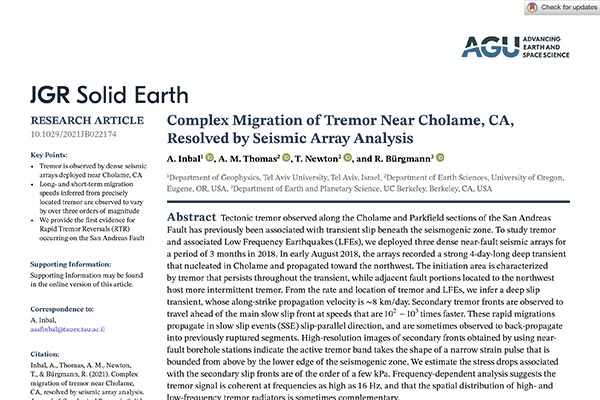 Check for updates
AGU ADVANCING
EARTH AND
SPACE SCIENCE
JGR Solid Earth
RESEARCH ARTICLE
10.1029/2021JB022174
Key Points:
• Tremor is observed by dense seismic
arrays deployed near Cholame, CA
• Long- and short-term migration
speeds inferred from precisely
located tremor are observed to vary
by over three orders of magnitude
• We provide the first evidence for
Rapid Tremor Reversals (RTR)
occurring on the San Andreas Fault
Supporting Information:
Supporting Information may be found
in the online version of this article.
Correspondence to:
A. Inbal,
asafinbal@tauex.tau.ac.il
Citation:
Inbal, A., Thomas, A. M., Newton,
T., & Bürgmann, R. (2021). Complex
migration of tremor near Cholame,
CA, resolved by seismic array analysis.
Complex Migration of Tremor Near Cholame, CA,
Resolved by Seismic Array Analysis
A. Inbal¹, A. M. Thomas², T. Newton², and R. Bürgmann³
¹Department of Geophysics, Tel Aviv University, Tel Aviv, Israel, ²Department of Earth Sciences, University of Oregon,
Eugene, OR, USA, ³Department of Earth and Planetary Science, UC Berkeley, Berkeley, CA, USA
Abstract Tectonic tremor observed along the Cholame and Parkfield sections of the San Andreas
Fault has previously been associated with transient slip beneath the seismogenic zone. To study tremor
and associated Low Frequency Earthquakes (LFEs), we deployed three dense near-fault seismic arrays for
a period of 3 months in 2018. In early August 2018, the arrays recorded a strong 4-day-long deep transient
that nucleated in Cholame and propagated toward the northwest. The initiation area is characterized
by tremor that persists throughout the transient, while adjacent fault portions located to the northwest
host more intermittent tremor. From the rate and location of tremor and LFEs, we infer a deep slip
transient, whose along-strike propagation velocity is ~8 km/day. Secondary tremor fronts are observed to
travel ahead of the main slow slip front at speeds that are 10² − 10³ times faster. These rapid migrations
propagate in slow slip events (SSE) slip-parallel direction, and are sometimes observed to back-propagate
into previously ruptured segments. High-resolution images of secondary fronts obtained by using near-
fault borehole stations indicate the active tremor band takes the shape of a narrow strain pulse that is
bounded from above by the lower edge of the seismogenic zone. We estimate the stress drops associated
with the secondary slip fronts are of the order of a few kPa. Frequency-dependent analysis suggests the
tremor signal is coherent at frequencies as high as 16 Hz, and that the spatial distribution of high- and
low-frequency tremor radiators is sometimes complementary.